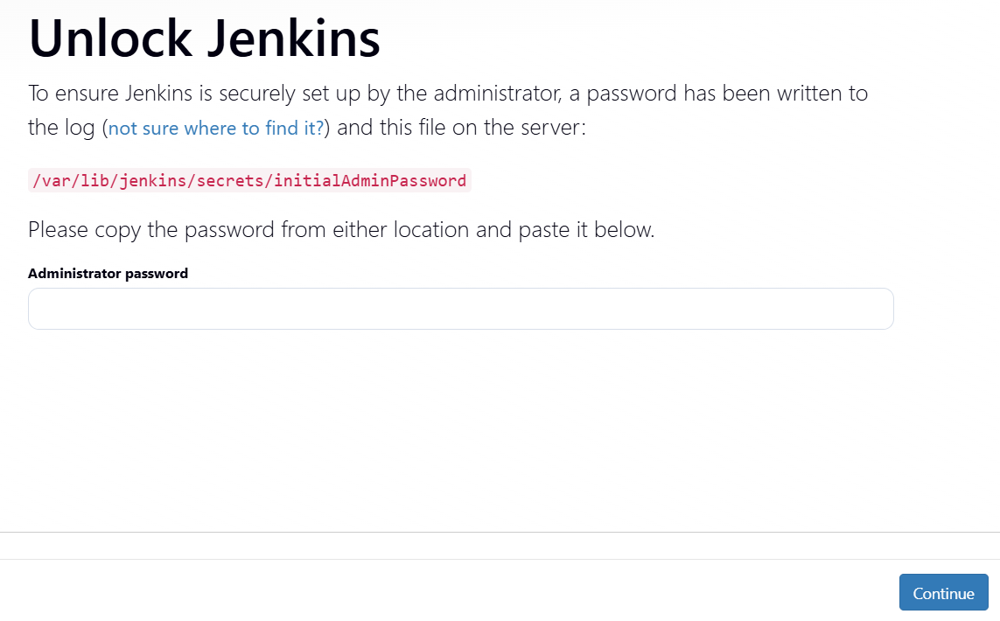 Unlock Jenkins
To ensure Jenkins is securely set up by the administrator, a password has been written to
the log (not sure where to find it?) and this file on the server:
/var/lib/jenkins/secrets/initialAdminPassword
Please copy the password from either location and paste it below.
Administrator password
Continue